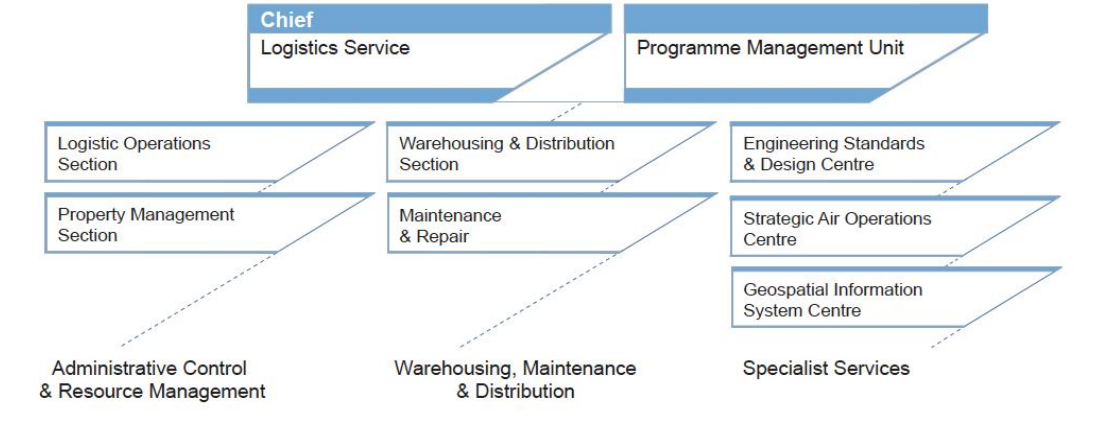 Chief
Logistics Service
Programme Management Unit
Logistic Operations
Section
Property Management
Section
Administrative Control
& Resource Management
Warehousing & Distribution
Section
Maintenance
& Repair
Warehousing, Maintenance
& Distribution
Engineering Standards
& Design Centre
Strategic Air Operations
Centre
Geospatial Information
System Centre
Specialist Services